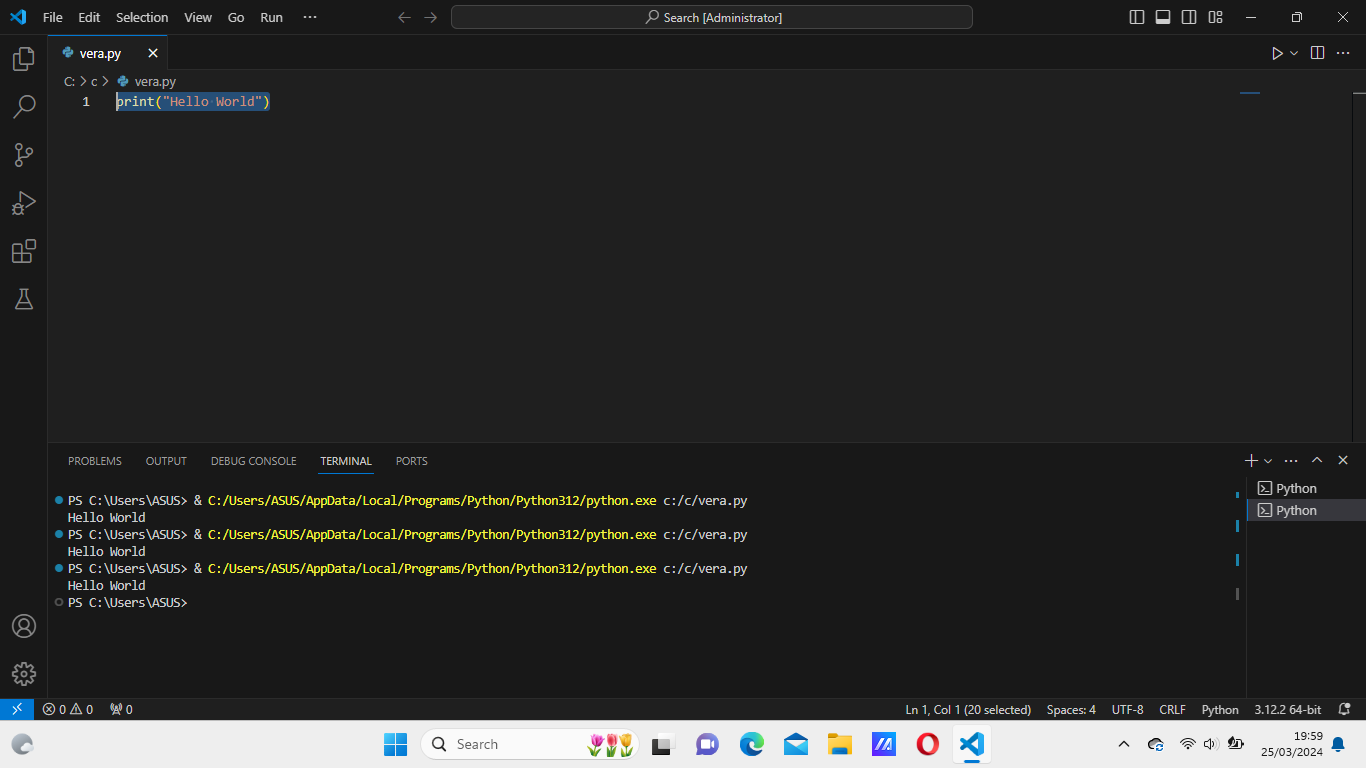 File Edit Selection View Go Run ···
Search [Administrator]
vera.py
C: > c > vera.py
1 print("Hello World")
PROBLEMS OUTPUT DEBUG CONSOLE TERMINAL PORTS
PS C:\Users\ASUS> & C:/Users/ASUS/AppData/Local/Programs/Python/Python312/python.exe c:/c/vera.py
Hello World
PS C:\Users\ASUS> & C:/Users/ASUS/AppData/Local/Programs/Python/Python312/python.exe c:/c/vera.py
Hello World
PS C:\Users\ASUS> & C:/Users/ASUS/AppData/Local/Programs/Python/Python312/python.exe c:/c/vera.py
Hello World
PS C:\Users\ASUS>
Python
Python
0 0 0 Ln 1, Col 1 (20 selected) Spaces: 4 UTF-8 CRLF Python 3.12.2 64-bit
Search
19:59
25/03/2024